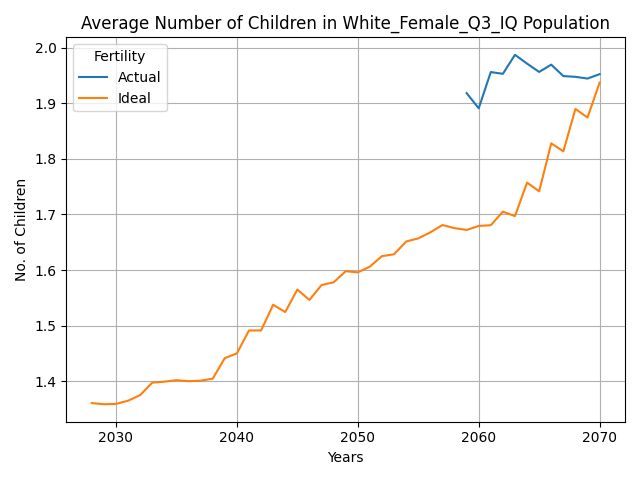 Average Number of Children in White_Female_Q3_IQ Population
2.0
1.9
1.8
1.7
1.6
1.5
1.4
No. of Children
Fertility
Actual
Ideal
2030 2040 2050 2060 2070
Years